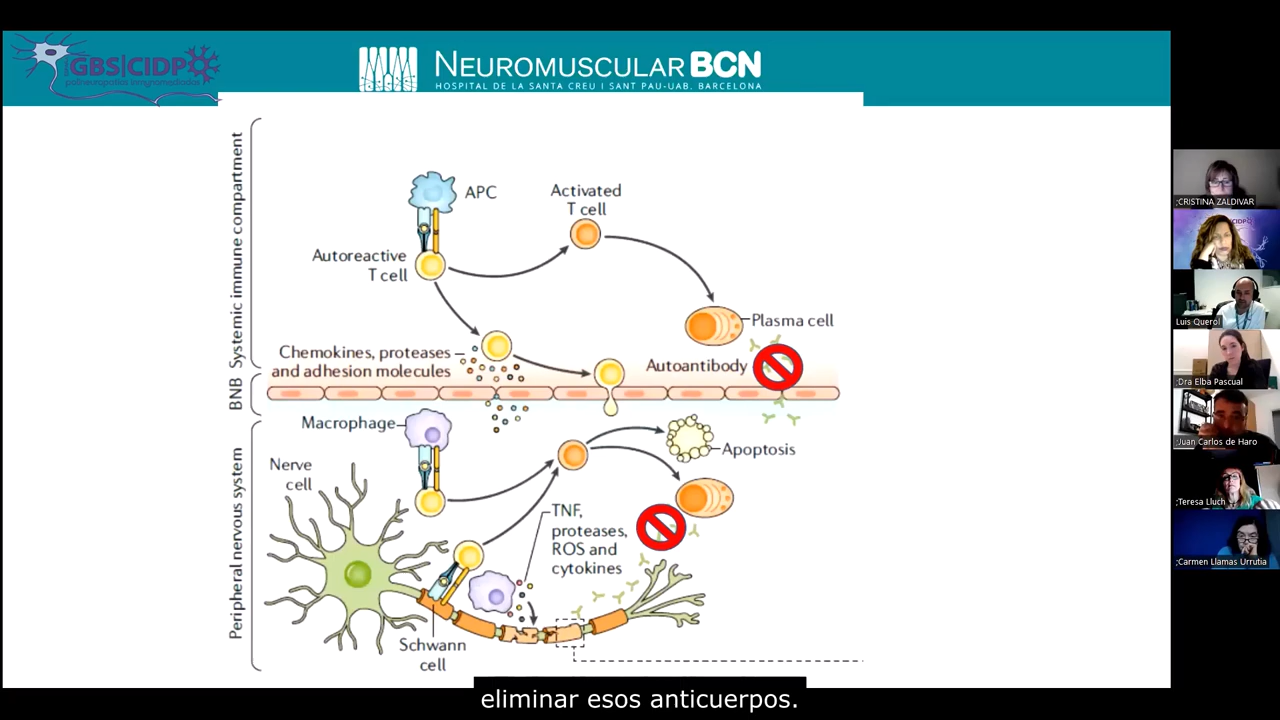 GBS|CIDP
polineuropatías inmunomediadas
NEUROMUSCULAR BCN
HOSPITAL DE LA SANTA CREU I SANT PAU-UAB. BARCELONA
Systemic immune compartment
BNB
Peripheral nervous system
APC
Activated
T cell
Autoreactive
T cell
Plasma cell
Chemokines, proteases
and adhesion molecules
Autoantibody
Macrophage
Apoptosis
Nerve
cell
TNF,
proteases,
ROS and
cytokines
Schwann
cell
eliminar esos anticuerpos.
;CRISTINA ZALDIVAR
CIDP
Luis Querol
;Dra Elba Pascual
;Juan Carlos de Haro
;Teresa Lluch
;Carmen Llamas Urrutia